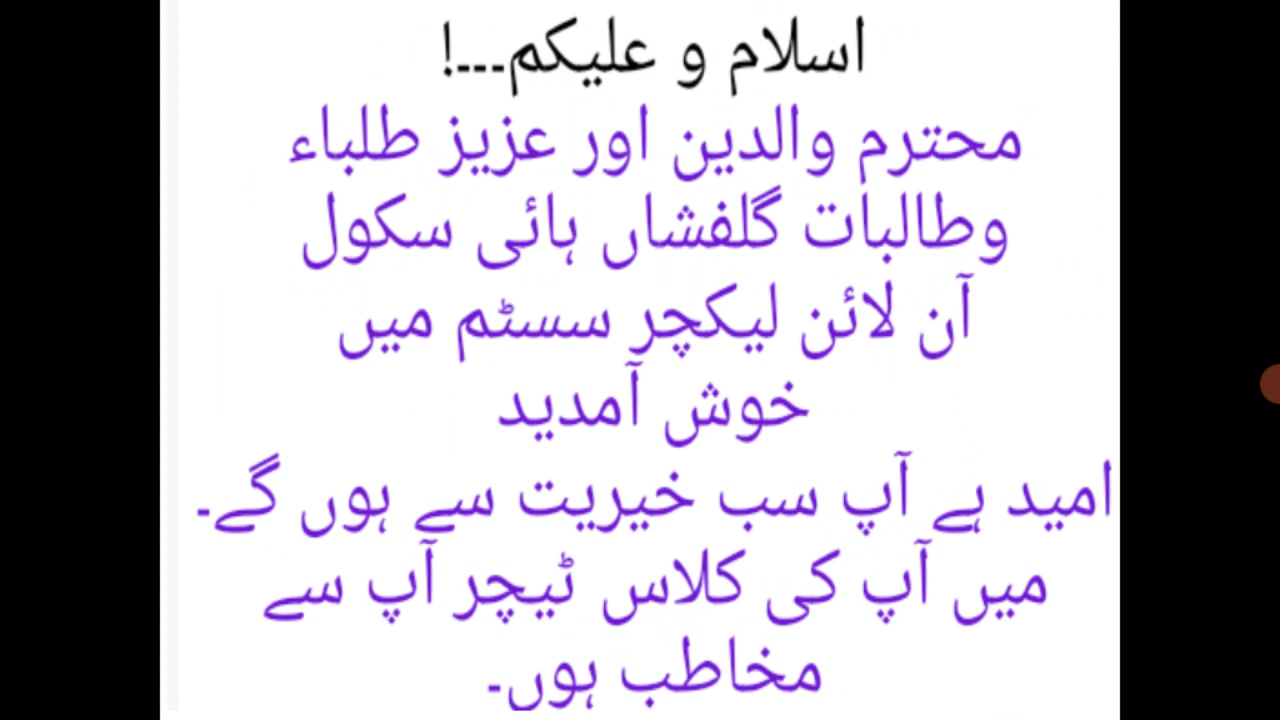 اسلام و علیکم۔۔۔!
محترم والدین اور عزیز طلباء
وطالبات گلفشاں ہائی سکول
آن لائن لیکچر سسٹم میں
خوش آمدید
امید ہے آپ سب خیریت سے ہوں گے۔
میں آپ کی کلاس ٹیچر آپ سے
مخاطب ہوں۔